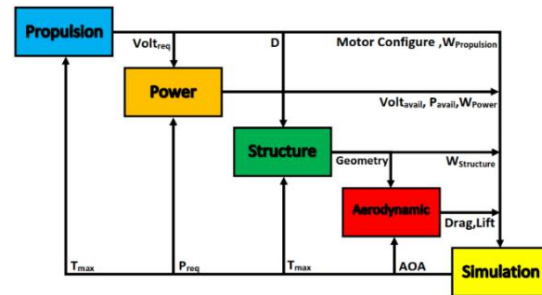 Propulsion
Volt_req
D
Motor Configure ,W_Propulsion
Power
Volt_avail, P_avail,W_Power
Structure
Geometry
W_Structure
Aerodynamic
Drag,Lift
T_max
P_req
T_max
AOA
Simulation